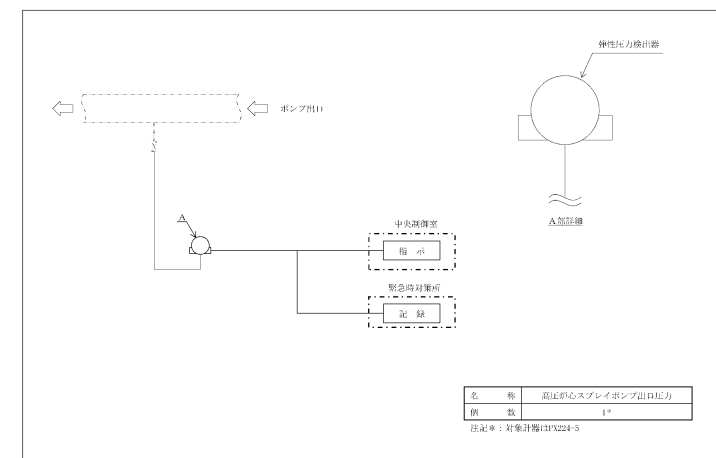 弾性圧力検出器
ポンプ出口
A部詳細
A
中央制御室
指 示
緊急時対策所
記 録
名 称 高圧炉心スプレイポンプ出口圧力
個 数 1*
注記*：対象計器はPX224-5